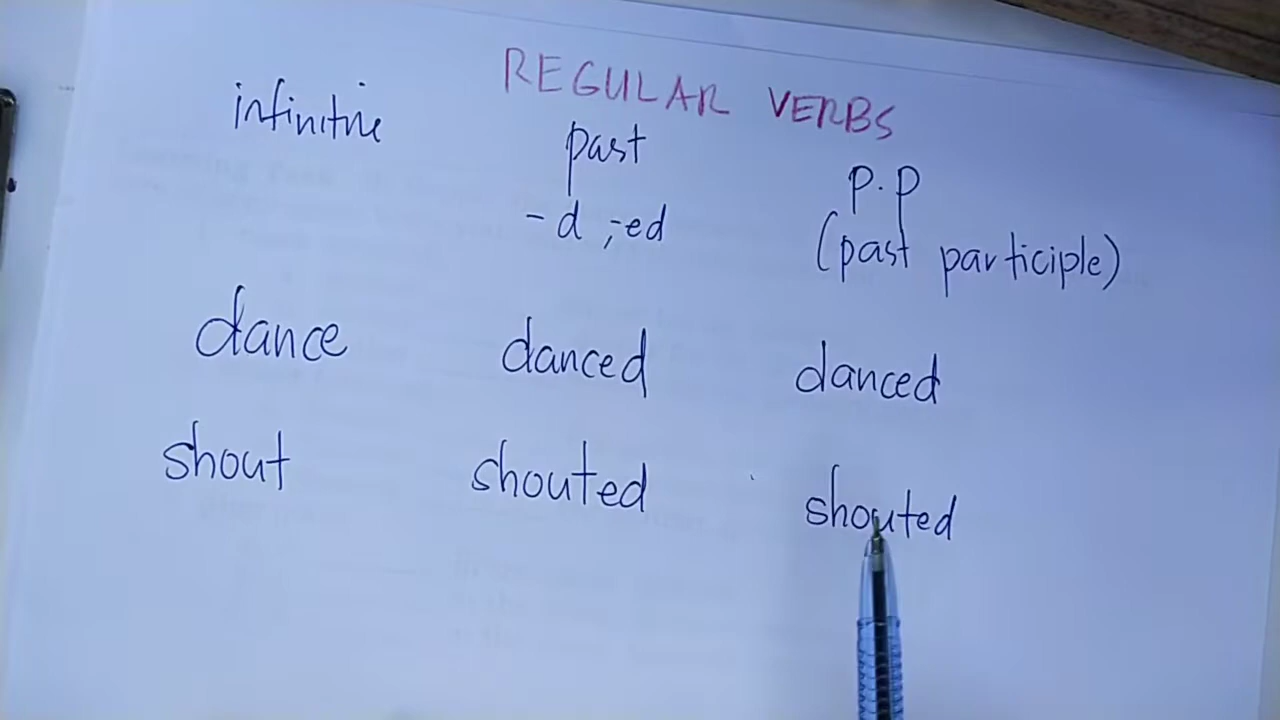 REGULAR VERBS
infinitive past p.p
-d ;-ed (past participle)
dance danced danced
shout shouted shouted